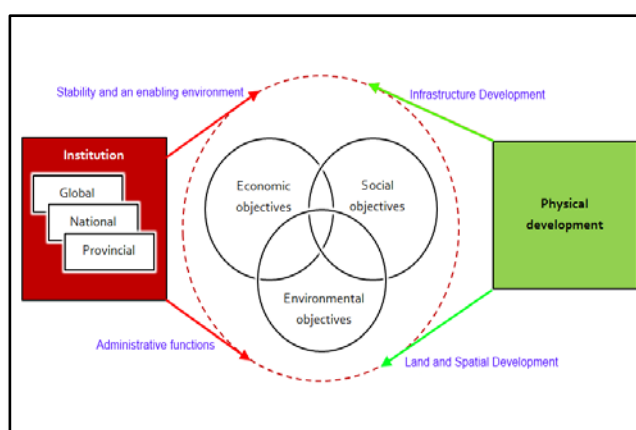 Stability and an enabling environment
Infrastructure Development
Institution
Global
National
Provincial
Economic
objectives
Social
objectives
Environmental
objectives
Physical
development
Administrative functions
Land and Spatial Development